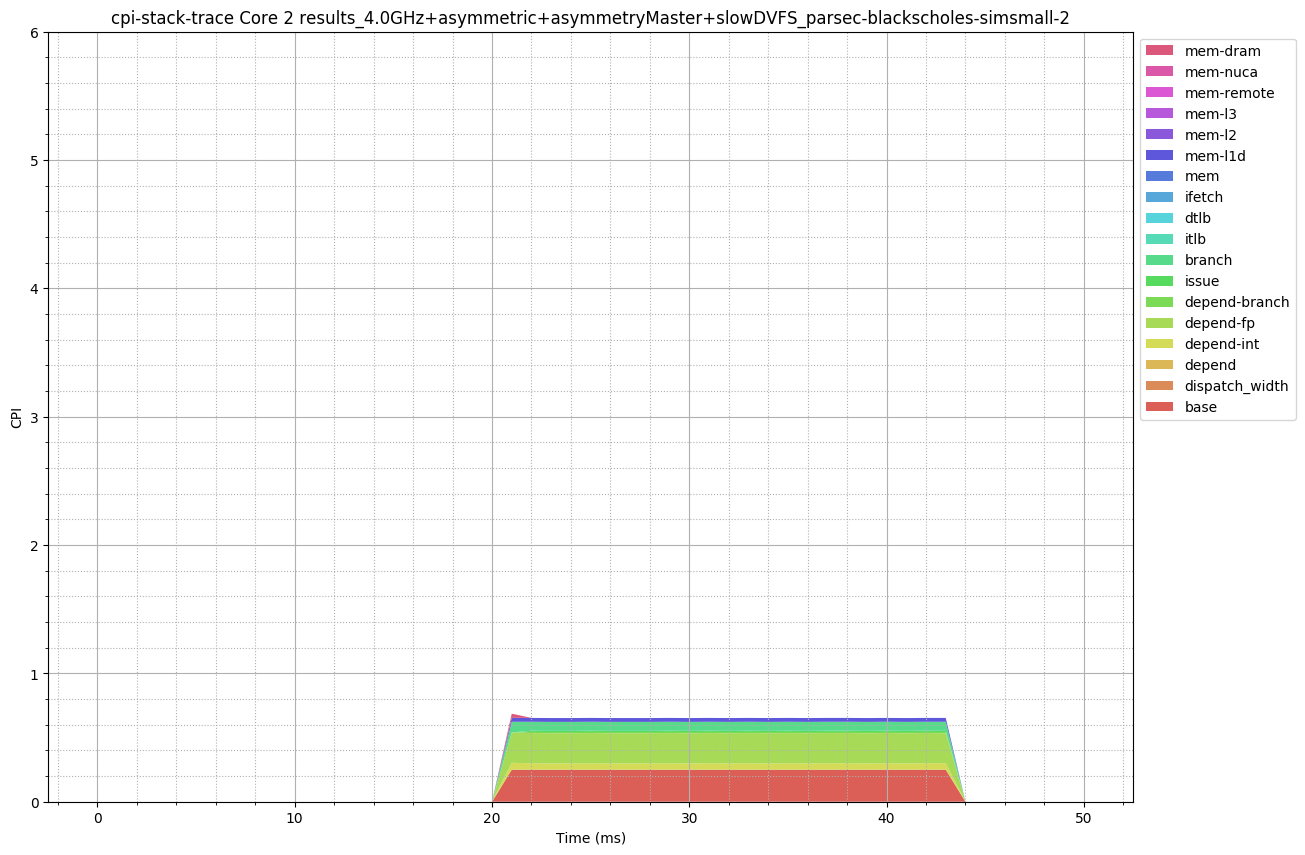 cpi-stack-trace Core 2 results_4.0GHz+asymmetric+asymmetryMaster+slowDVFS_parsec-blackscholes-simsmall-2
6
5
4
3
2
1
0
CPI
0
10
20
30
40
50
Time (ms)
mem-dram
mem-nuca
mem-remote
mem-l3
mem-l2
mem-l1d
mem
ifetch
dtlb
itlb
branch
issue
depend-branch
depend-fp
depend-int
depend
dispatch_width
base